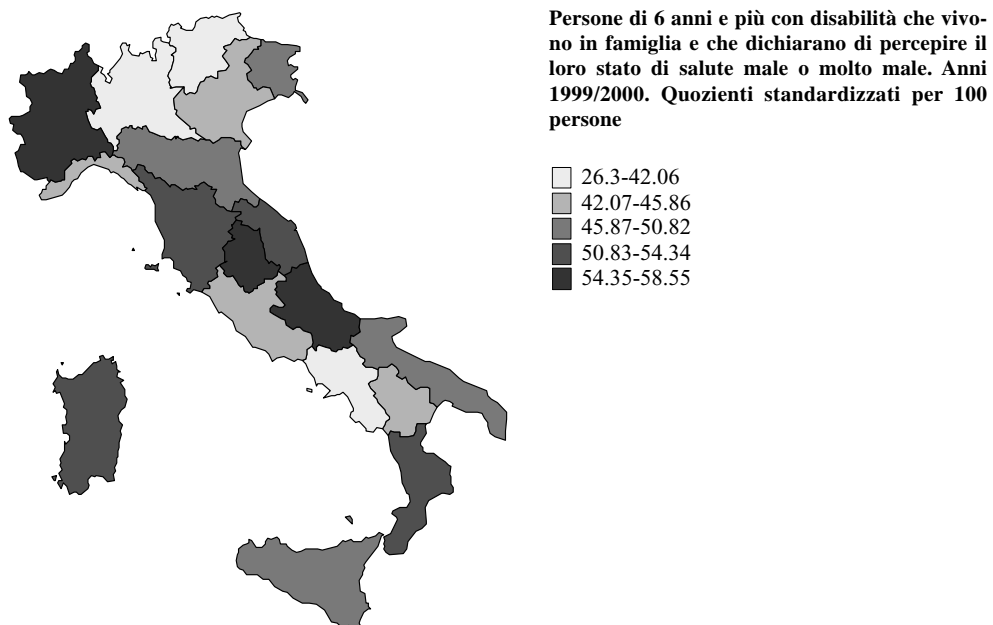 Persone di 6 anni e più con disabilità che vivo-
no in famiglia e che dichiarano di percepire il
loro stato di salute male o molto male. Anni
1999/2000. Quozienti standardizzati per 100
persone
26.3-42.06
42.07-45.86
45.87-50.82
50.83-54.34
54.35-58.55